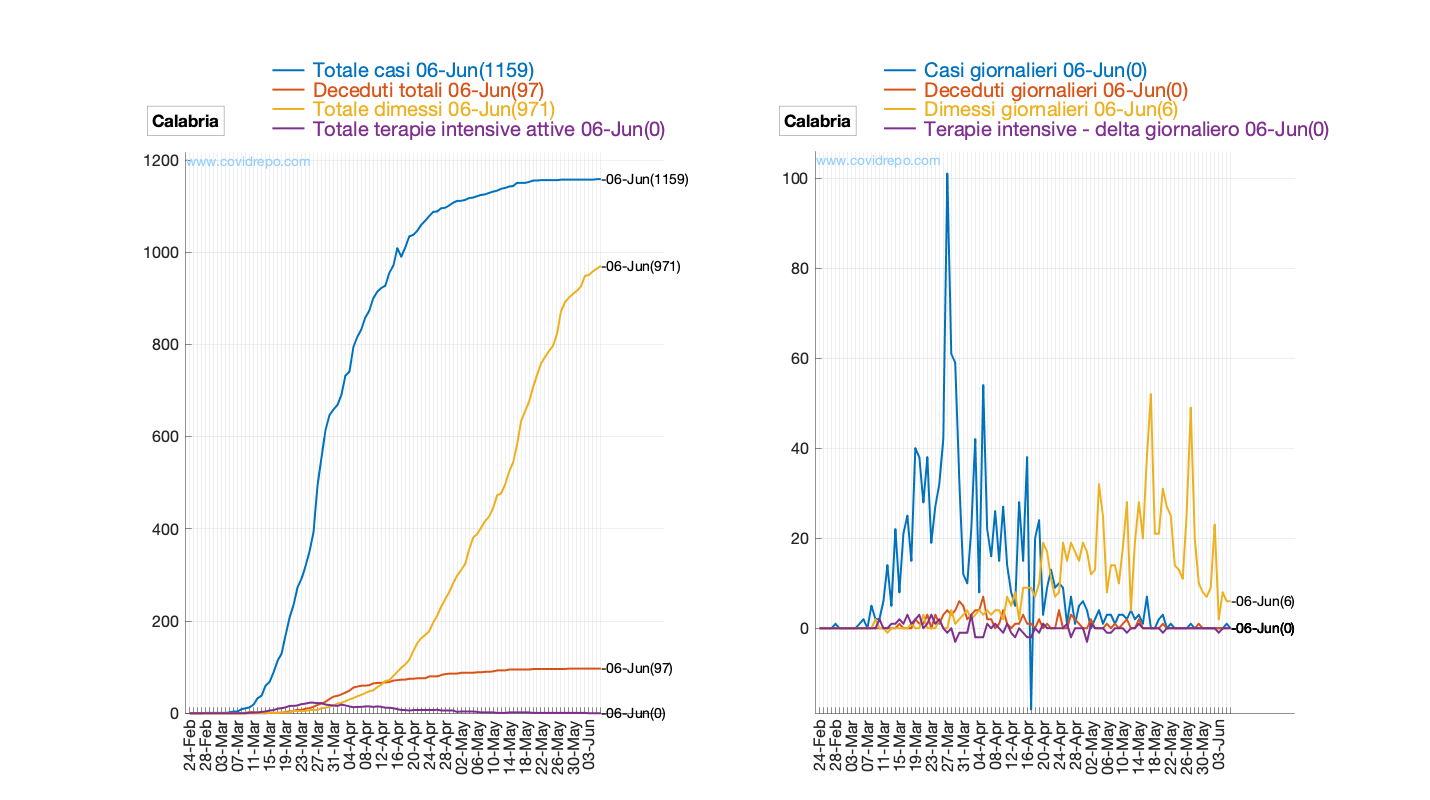 Totale casi 06-Jun(1159)
Deceduti totali 06-Jun(97)
Totale dimessi 06-Jun(971)
Totale terapie intensive attive 06-Jun(0)
Calabria
www.covidrepo.com
1200
1000
800
600
400
200
0
-06-Jun(1159)
-06-Jun(971)
-06-Jun(97)
-06-Jun(0)
24-Feb
28-Feb
03-Mar
07-Mar
11-Mar
15-Mar
19-Mar
23-Mar
27-Mar
31-Mar
04-Apr
08-Apr
12-Apr
16-Apr
20-Apr
24-Apr
28-Apr
02-May
06-May
10-May
14-May
18-May
22-May
26-May
30-May
03-Jun
Casi giornalieri 06-Jun(0)
Deceduti giornalieri 06-Jun(0)
Dimessi giornalieri 06-Jun(6)
Terapie intensive - delta giornaliero 06-Jun(0)
Calabria
www.covidrepo.com
100
80
60
40
20
0
-06-Jun(6)
-06-Jun(0)
24-Feb
28-Feb
03-Mar
07-Mar
11-Mar
15-Mar
19-Mar
23-Mar
27-Mar
31-Mar
04-Apr
08-Apr
12-Apr
16-Apr
20-Apr
24-Apr
28-Apr
02-May
06-May
10-May
14-May
18-May
22-May
26-May
30-May
03-Jun